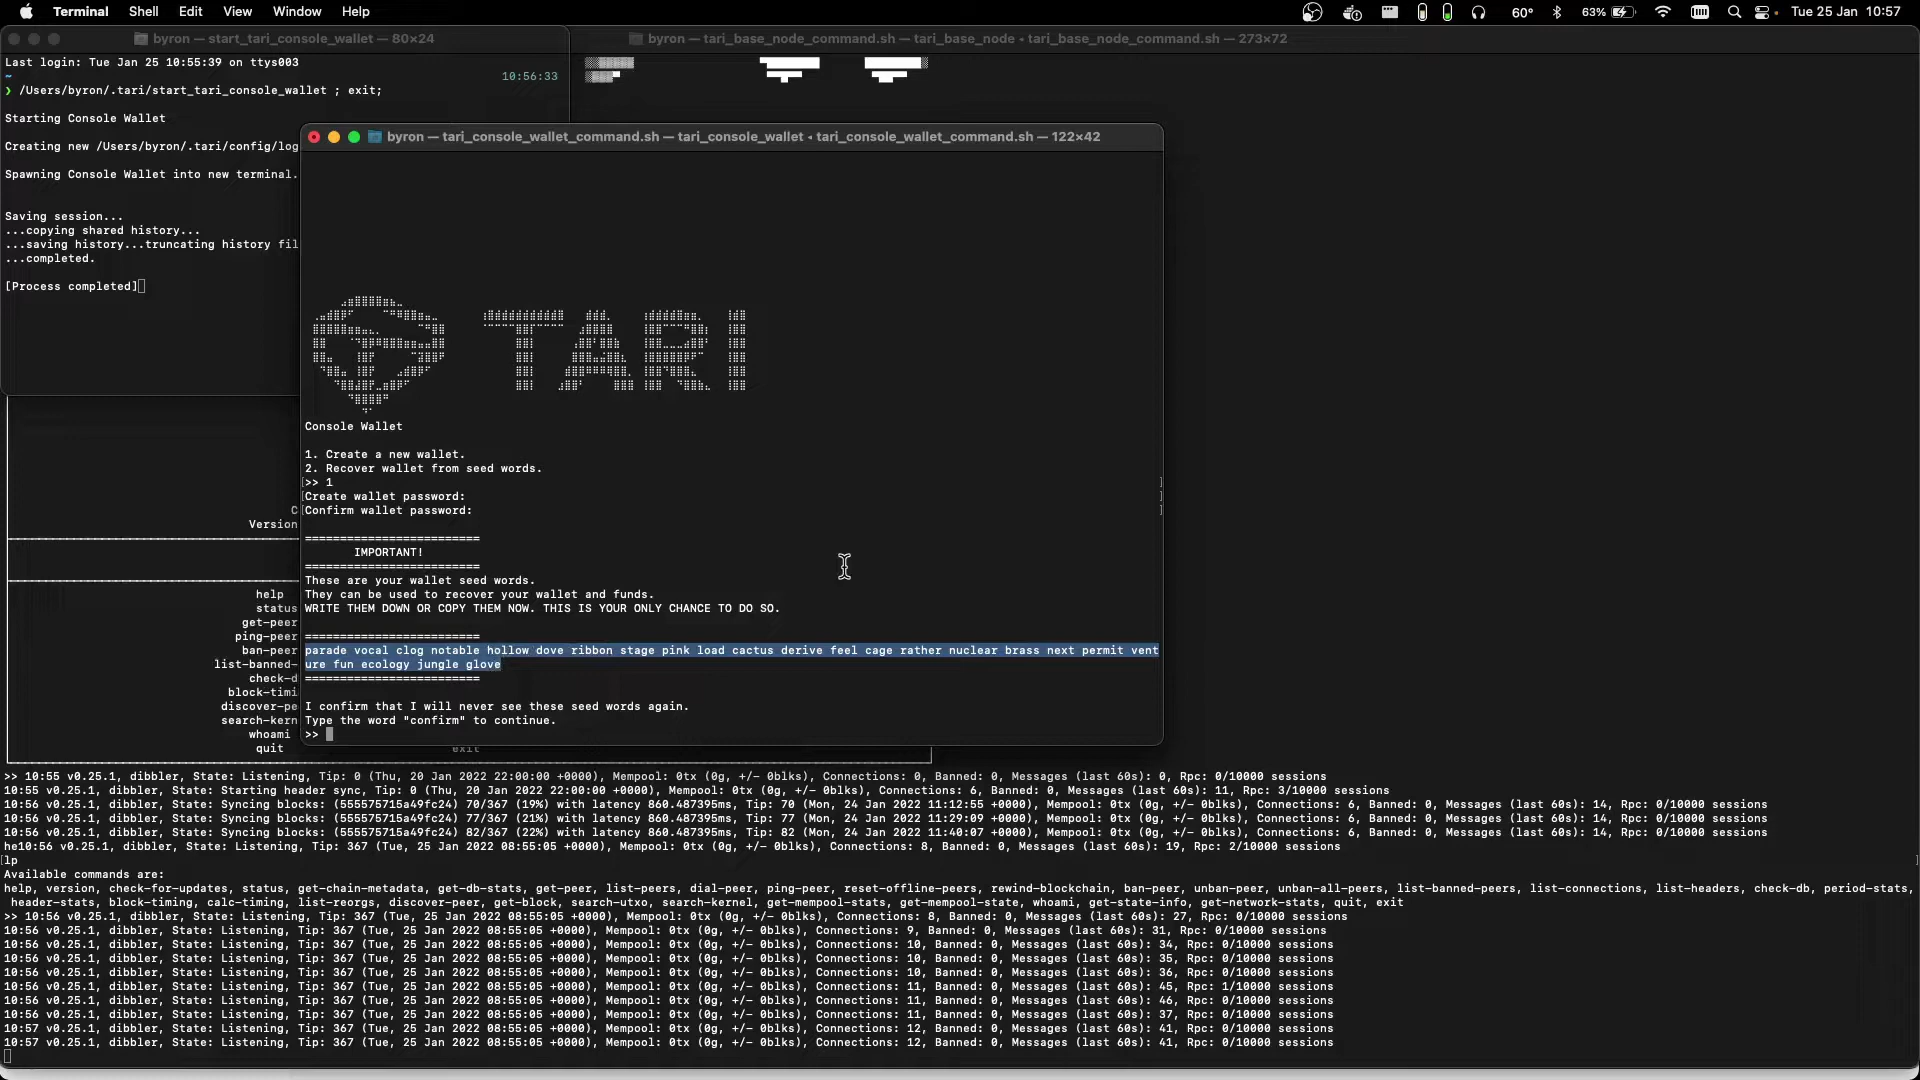 Terminal Shell Edit View Window Help 60° 63% Tue 25 Jan 10:57
byron — start_tari_console_wallet — 80×24
byron — tari_base_node_command.sh — tari_base_node • tari_base_node_command.sh — 273×72
Last login: Tue Jan 25 10:55:39 on ttys003
~ 10:56:33
❯ /Users/byron/.tari/start_tari_console_wallet ; exit;
Starting Console Wallet
Creating new /Users/byron/.tari/config/log
Spawning Console Wallet into new terminal.
Saving session...
...copying shared history...
...saving history...truncating history fil
...completed.
[Process completed]
byron — tari_console_wallet_command.sh — tari_console_wallet • tari_console_wallet_command.sh — 122×42
TARI
Console Wallet
1. Create a new wallet.
2. Recover wallet from seed words.
>> 1
Create wallet password:
Confirm wallet password:
=========================
IMPORTANT!
=========================
These are your wallet seed words.
They can be used to recover your wallet and funds.
WRITE THEM DOWN OR COPY THEM NOW. THIS IS YOUR ONLY CHANCE TO DO SO.
=========================
parade vocal clog notable hollow dove ribbon stage pink load cactus derive feel cage rather nuclear brass next permit vent
ure fun ecology jungle glove
=========================
I confirm that I will never see these seed words again.
Type the word "confirm" to continue.
>>
C
Version
help
status
get-peer
ping-peer
ban-peer
list-banned-
check-d
block-timi
discover-pe
search-kern
whoami
quit exit
>> 10:55 v0.25.1, dibbler, State: Listening, Tip: 0 (Thu, 20 Jan 2022 22:00:00 +0000), Mempool: 0tx (0g, +/- 0blks), Connections: 0, Banned: 0, Messages (last 60s): 0, Rpc: 0/10000 sessions
10:55 v0.25.1, dibbler, State: Starting header sync, Tip: 0 (Thu, 20 Jan 2022 22:00:00 +0000), Mempool: 0tx (0g, +/- 0blks), Connections: 6, Banned: 0, Messages (last 60s): 11, Rpc: 3/10000 sessions
10:56 v0.25.1, dibbler, State: Syncing blocks: (555575715a49fc24) 70/367 (19%) with latency 860.487395ms, Tip: 70 (Mon, 24 Jan 2022 11:12:55 +0000), Mempool: 0tx (0g, +/- 0blks), Connections: 6, Banned: 0, Messages (last 60s): 14, Rpc: 0/10000 sessions
10:56 v0.25.1, dibbler, State: Syncing blocks: (555575715a49fc24) 77/367 (21%) with latency 860.487395ms, Tip: 77 (Mon, 24 Jan 2022 11:29:09 +0000), Mempool: 0tx (0g, +/- 0blks), Connections: 6, Banned: 0, Messages (last 60s): 14, Rpc: 0/10000 sessions
10:56 v0.25.1, dibbler, State: Syncing blocks: (555575715a49fc24) 82/367 (22%) with latency 860.487395ms, Tip: 82 (Mon, 24 Jan 2022 11:40:07 +0000), Mempool: 0tx (0g, +/- 0blks), Connections: 6, Banned: 0, Messages (last 60s): 14, Rpc: 0/10000 sessions
he10:56 v0.25.1, dibbler, State: Listening, Tip: 367 (Tue, 25 Jan 2022 08:55:05 +0000), Mempool: 0tx (0g, +/- 0blks), Connections: 8, Banned: 0, Messages (last 60s): 19, Rpc: 2/10000 sessions
lp
Available commands are:
help, version, check-for-updates, status, get-chain-metadata, get-db-stats, get-peer, list-peers, dial-peer, ping-peer, reset-offline-peers, rewind-blockchain, ban-peer, unban-peer, unban-all-peers, list-banned-peers, list-connections, list-headers, check-db, period-stats,
header-stats, block-timing, calc-timing, list-reorgs, discover-peer, get-block, search-utxo, search-kernel, get-mempool-stats, get-mempool-state, whoami, get-state-info, get-network-stats, quit, exit
>> 10:56 v0.25.1, dibbler, State: Listening, Tip: 367 (Tue, 25 Jan 2022 08:55:05 +0000), Mempool: 0tx (0g, +/- 0blks), Connections: 8, Banned: 0, Messages (last 60s): 27, Rpc: 0/10000 sessions
10:56 v0.25.1, dibbler, State: Listening, Tip: 367 (Tue, 25 Jan 2022 08:55:05 +0000), Mempool: 0tx (0g, +/- 0blks), Connections: 9, Banned: 0, Messages (last 60s): 31, Rpc: 0/10000 sessions
10:56 v0.25.1, dibbler, State: Listening, Tip: 367 (Tue, 25 Jan 2022 08:55:05 +0000), Mempool: 0tx (0g, +/- 0blks), Connections: 10, Banned: 0, Messages (last 60s): 34, Rpc: 0/10000 sessions
10:56 v0.25.1, dibbler, State: Listening, Tip: 367 (Tue, 25 Jan 2022 08:55:05 +0000), Mempool: 0tx (0g, +/- 0blks), Connections: 10, Banned: 0, Messages (last 60s): 35, Rpc: 0/10000 sessions
10:56 v0.25.1, dibbler, State: Listening, Tip: 367 (Tue, 25 Jan 2022 08:55:05 +0000), Mempool: 0tx (0g, +/- 0blks), Connections: 10, Banned: 0, Messages (last 60s): 36, Rpc: 0/10000 sessions
10:56 v0.25.1, dibbler, State: Listening, Tip: 367 (Tue, 25 Jan 2022 08:55:05 +0000), Mempool: 0tx (0g, +/- 0blks), Connections: 11, Banned: 0, Messages (last 60s): 45, Rpc: 1/10000 sessions
10:56 v0.25.1, dibbler, State: Listening, Tip: 367 (Tue, 25 Jan 2022 08:55:05 +0000), Mempool: 0tx (0g, +/- 0blks), Connections: 11, Banned: 0, Messages (last 60s): 46, Rpc: 0/10000 sessions
10:56 v0.25.1, dibbler, State: Listening, Tip: 367 (Tue, 25 Jan 2022 08:55:05 +0000), Mempool: 0tx (0g, +/- 0blks), Connections: 11, Banned: 0, Messages (last 60s): 37, Rpc: 0/10000 sessions
10:57 v0.25.1, dibbler, State: Listening, Tip: 367 (Tue, 25 Jan 2022 08:55:05 +0000), Mempool: 0tx (0g, +/- 0blks), Connections: 12, Banned: 0, Messages (last 60s): 41, Rpc: 0/10000 sessions
10:57 v0.25.1, dibbler, State: Listening, Tip: 367 (Tue, 25 Jan 2022 08:55:05 +0000), Mempool: 0tx (0g, +/- 0blks), Connections: 12, Banned: 0, Messages (last 60s): 41, Rpc: 0/10000 sessions